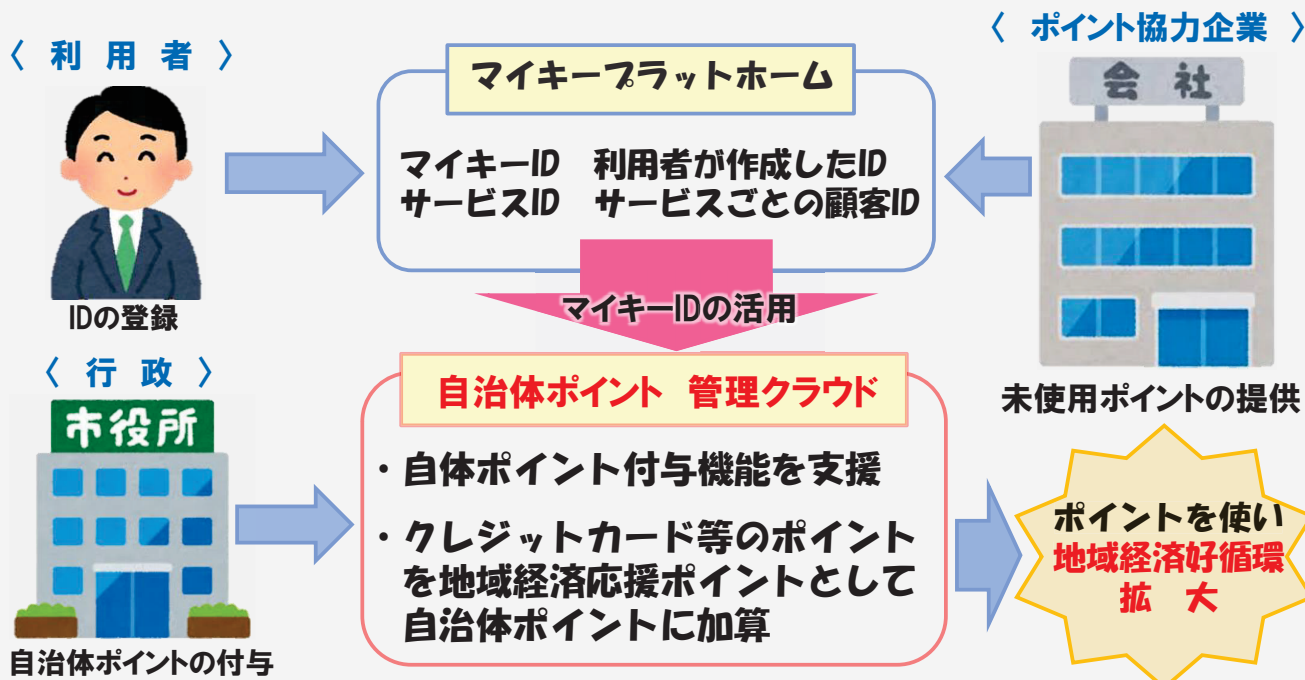 〈 利 用 者 〉
IDの登録
マイキープラットホーム
マイキーID 利用者が作成したID
サービスID サービスごとの顧客ID
〈 ポイント協力企業 〉
会 社
未使用ポイントの提供
マイキーIDの活用
〈 行 政 〉
市役所
自治体ポイントの付与
自治体ポイント 管理クラウド
・自体ポイント付与機能を支援
・クレジットカード等のポイント
を地域経済応援ポイントとして
自治体ポイントに加算
ポイントを使い
地域経済好循環
拡 大